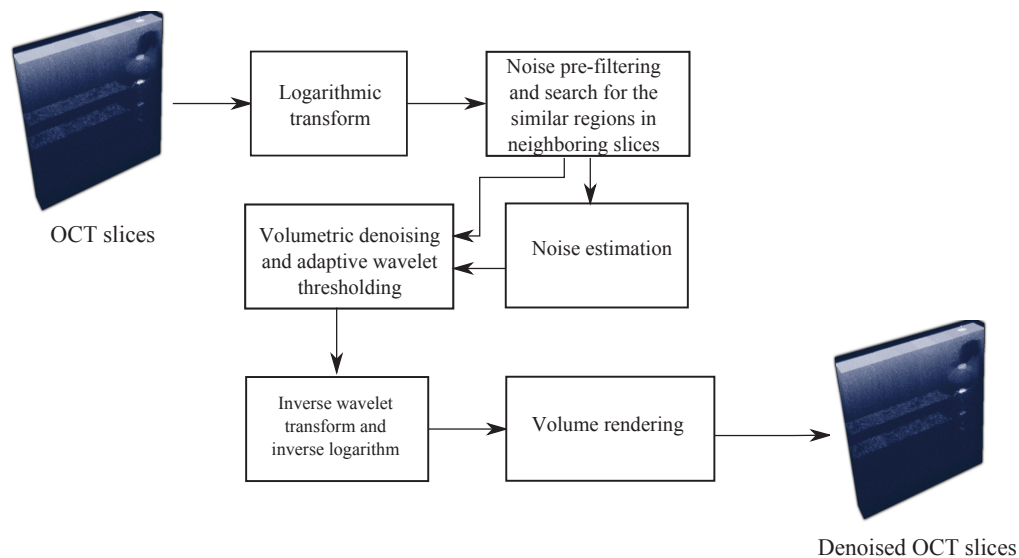 Logarithmic
transform
Noise pre-filtering
and search for the
similar regions in
neighboring slices
OCT slices
Volumetric denoising
and adaptive wavelet
thresholding
Noise estimation
Inverse wavelet
transform and
inverse logarithm
Volume rendering
Denoised OCT slices